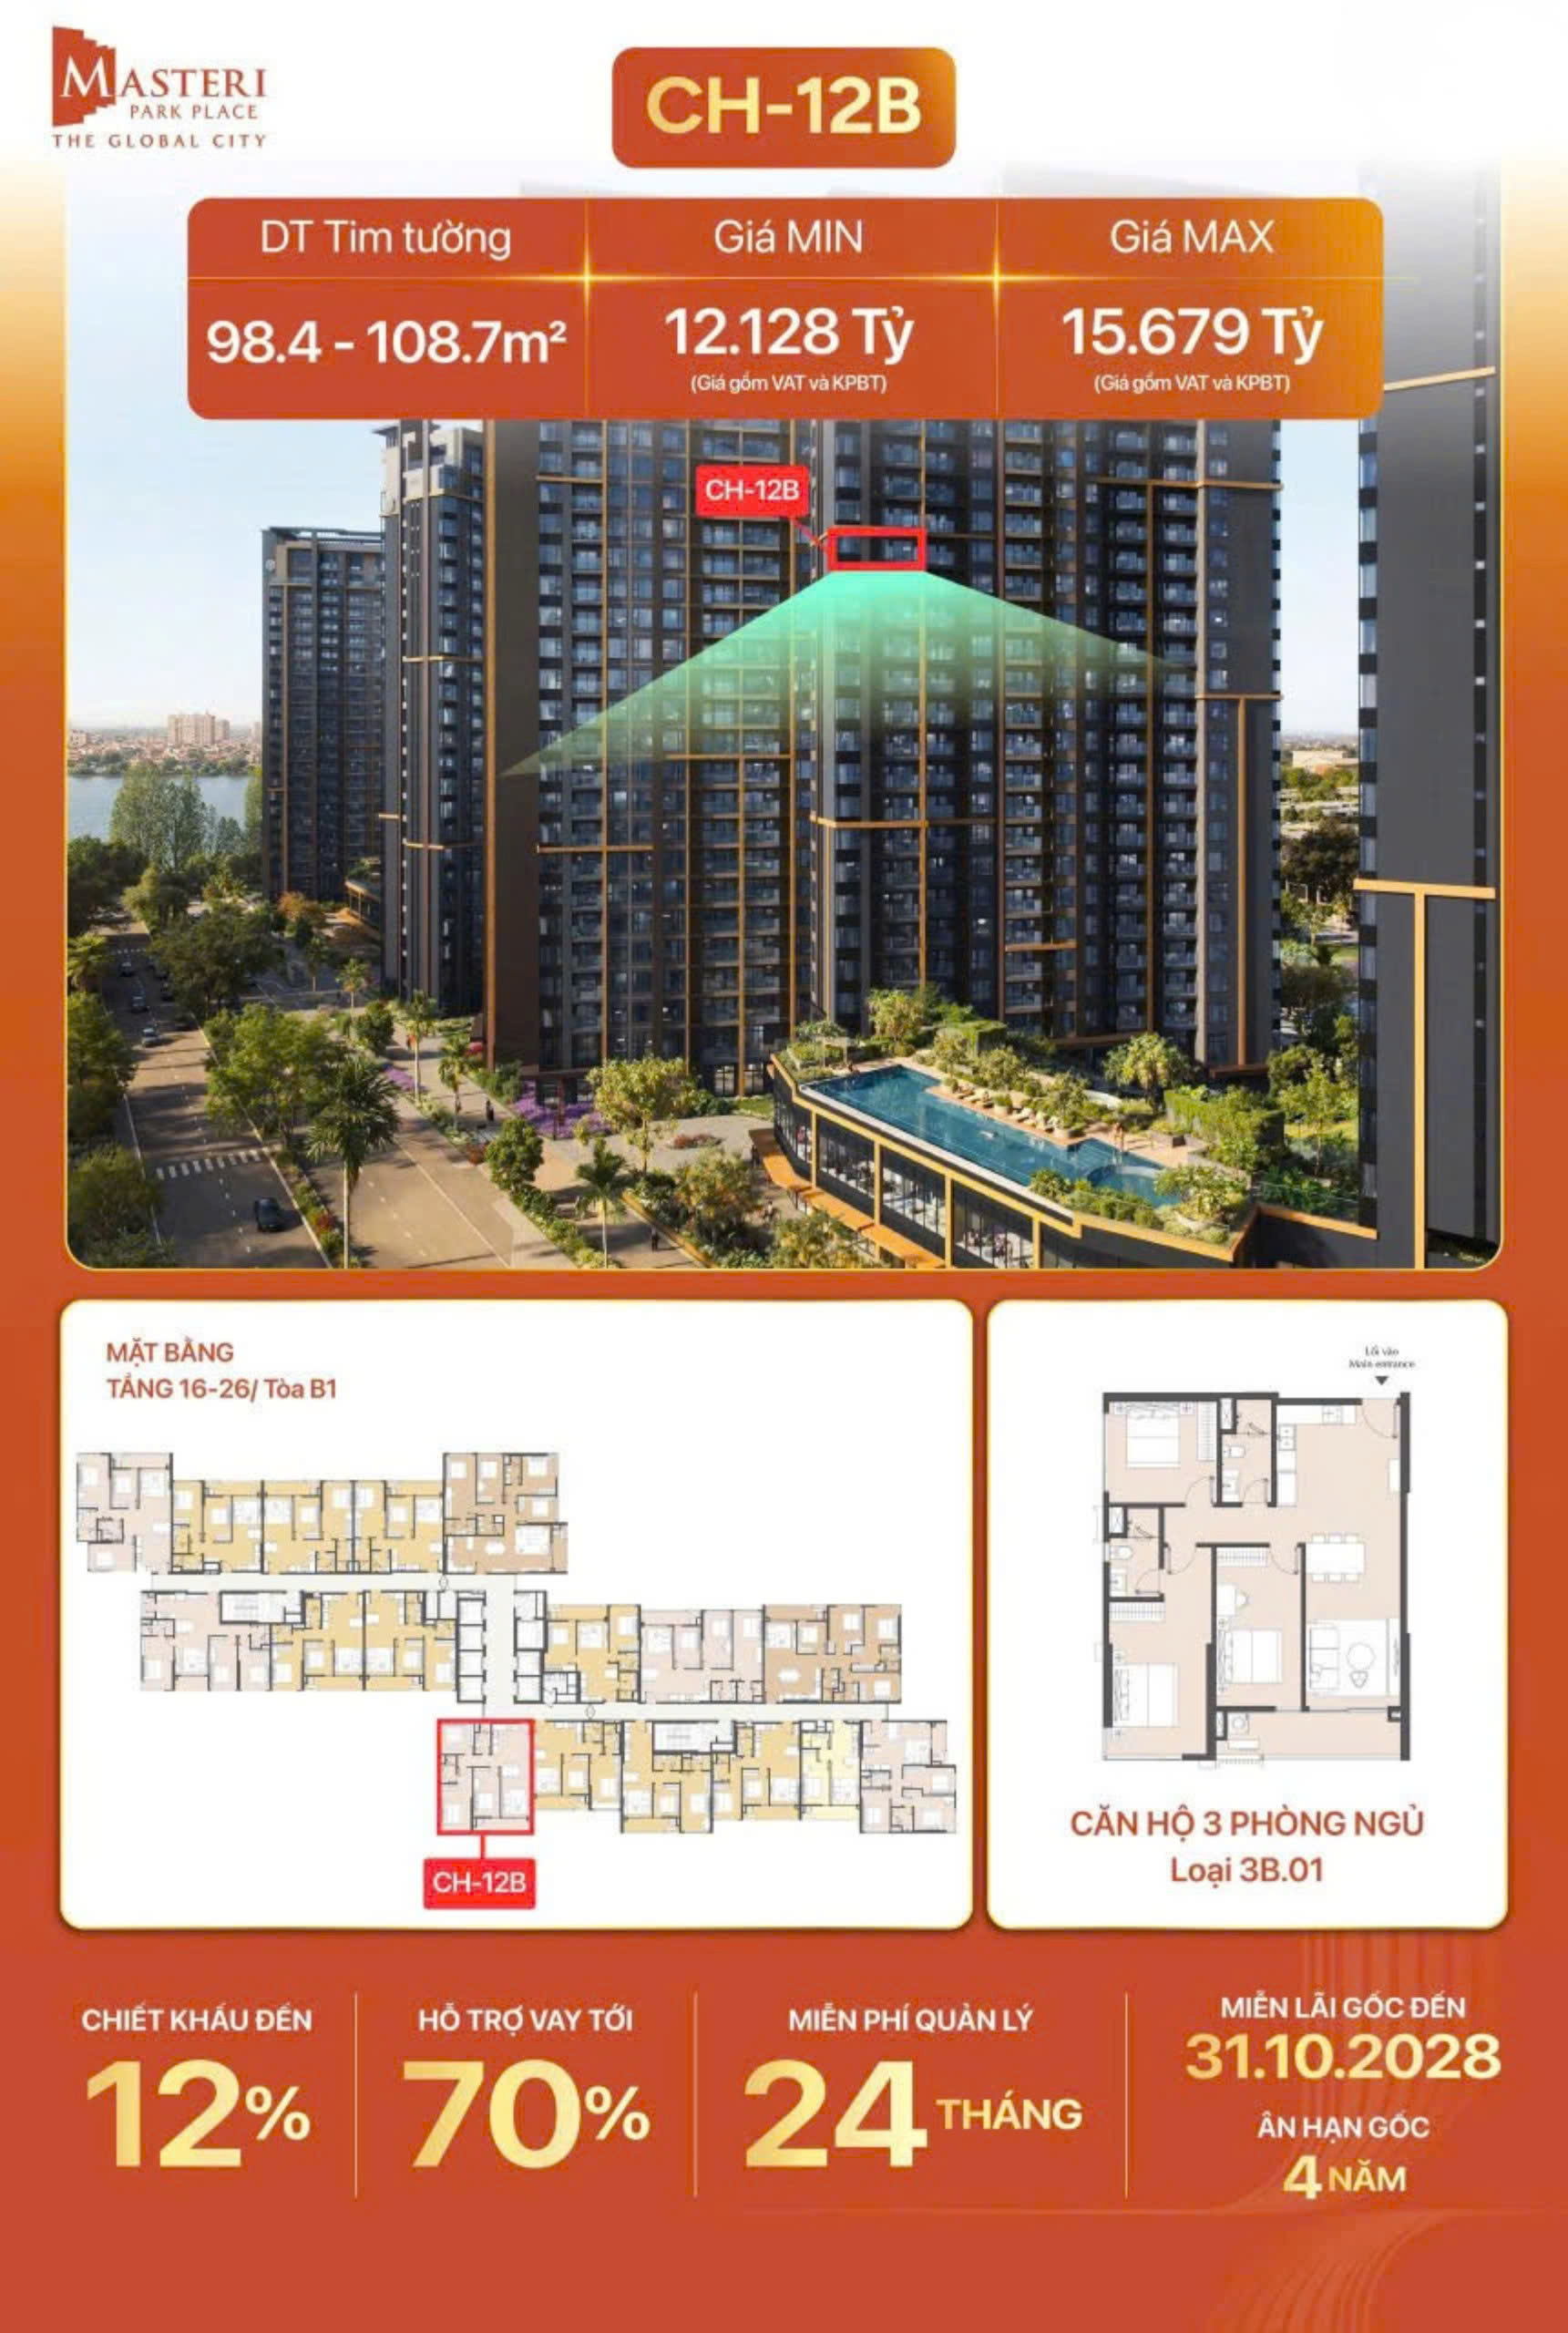 MASTERI
PARK PLACE
THE GLOBAL CITY
CH-12B
DT Tim tường
Giá MIN
Giá MAX
98.4 - 108.7m²
12.128 Tỷ
(Giá gồm VAT và KPBT)
15.679 Tỷ
(Giá gồm VAT và KPBT)
CH-12B
MẶT BẰNG
TẦNG 16-26/ Tòa B1
CH-12B
Lối vào
Main entrance
CĂN HỘ 3 PHÒNG NGỦ
Loại 3B.01
CHIẾT KHẤU ĐẾN
12%
HỖ TRỢ VAY TỚI
70%
MIỄN PHÍ QUẢN LÝ
24 THÁNG
MIỄN LÃI GỐC ĐẾN
31.10.2028
ÂN HẠN GỐC
4 NĂM